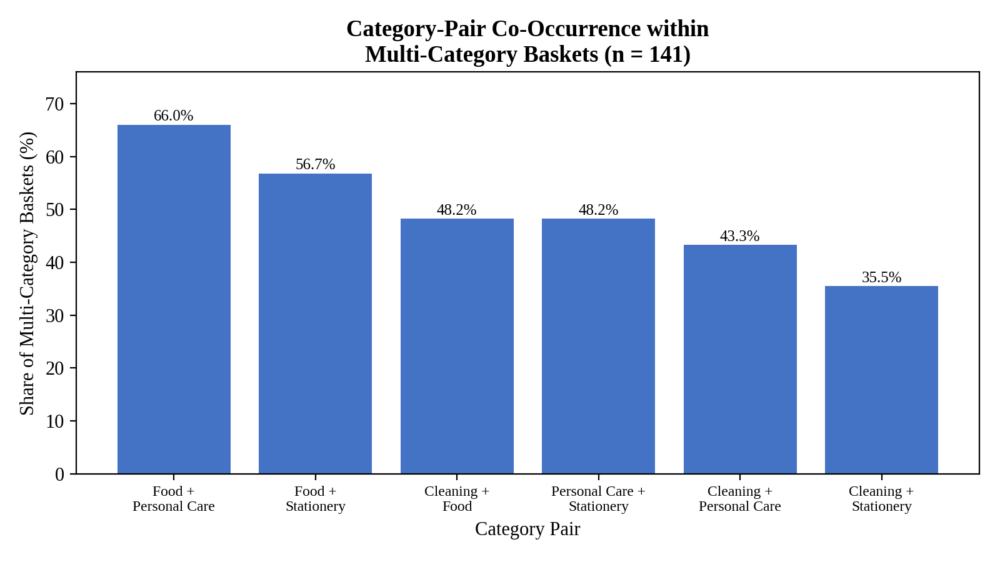 Category-Pair Co-Occurrence within
Multi-Category Baskets (n = 141)
Share of Multi-Category Baskets (%)
70
60
50
40
30
20
10
0
66.0%
56.7%
48.2%
48.2%
43.3%
35.5%
Food +
Personal Care
Food +
Stationery
Cleaning +
Food
Personal Care +
Stationery
Cleaning +
Personal Care
Cleaning +
Stationery
Category Pair